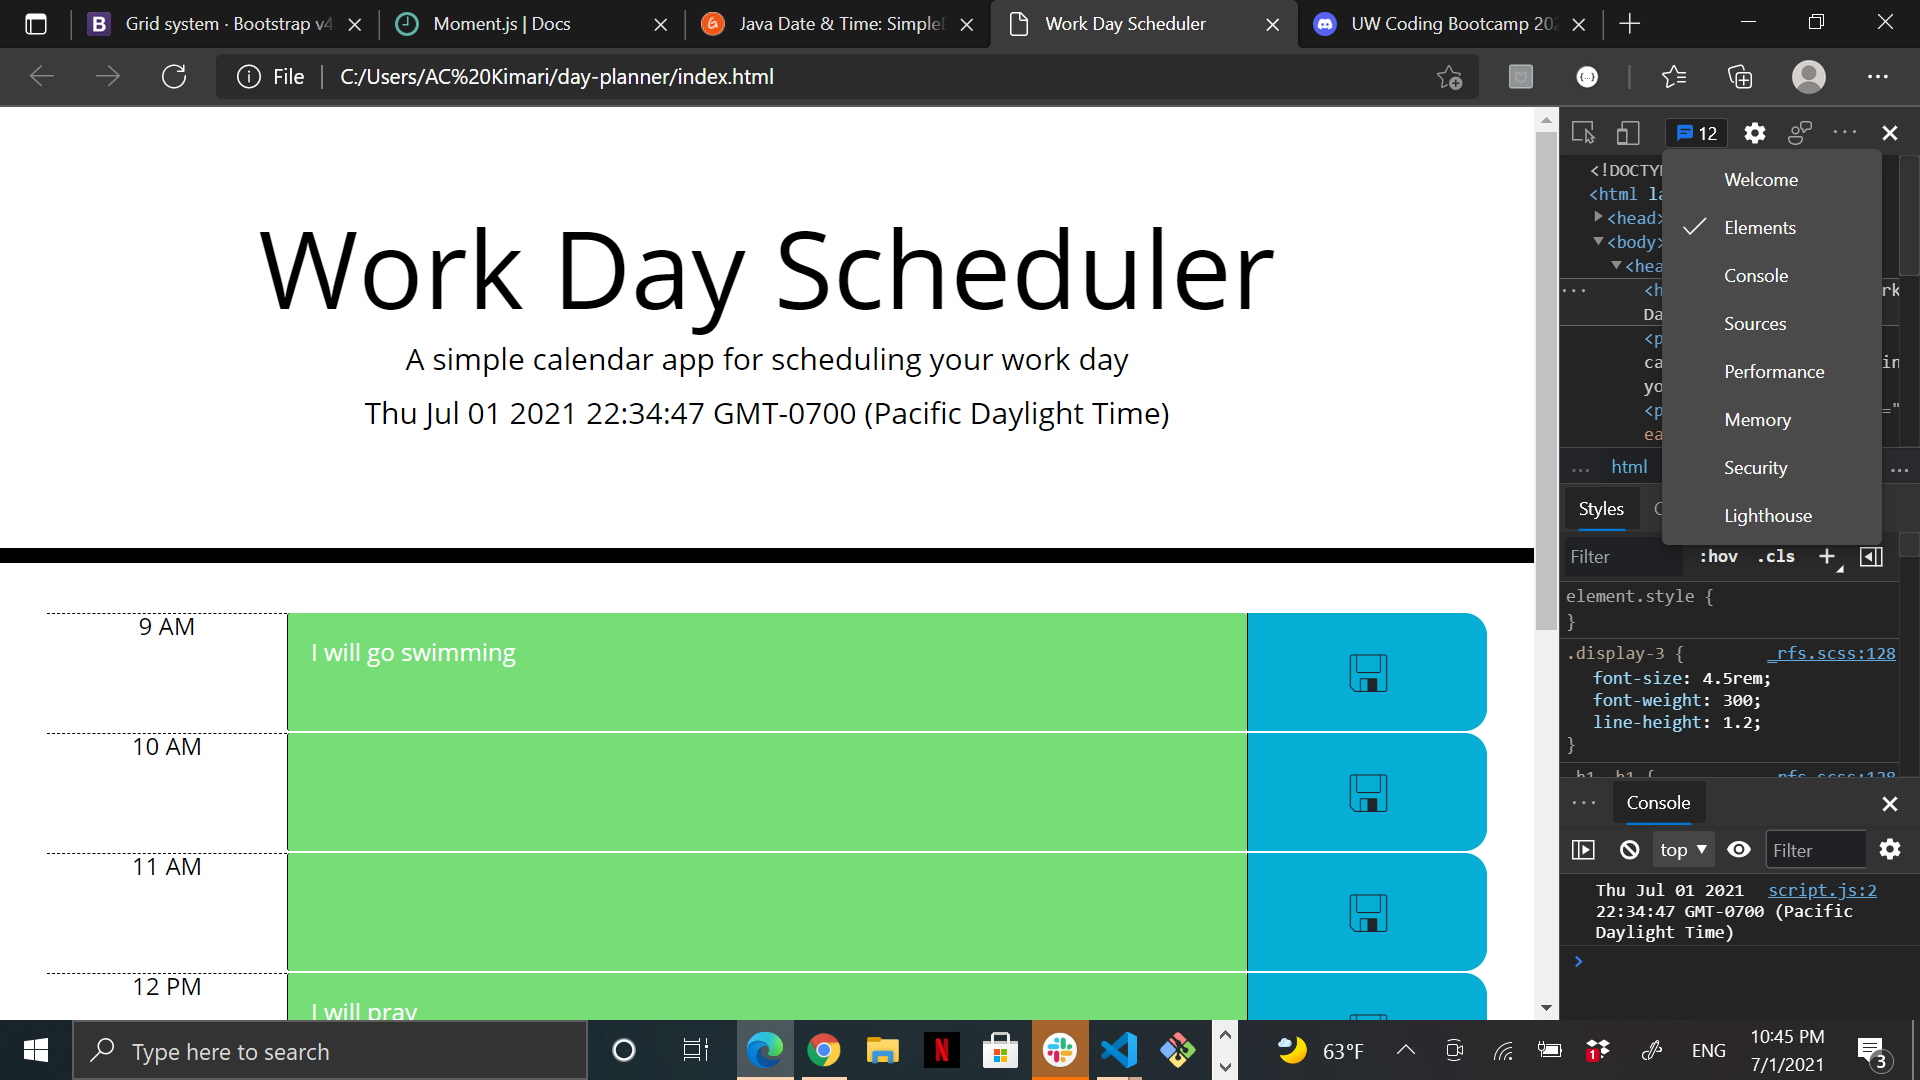 Grid system · Bootstrap v4
Moment.js | Docs
Java Date & Time: Simple
Work Day Scheduler
UW Coding Bootcamp 20
File
C:/Users/AC%20Kimari/day-planner/index.html
Work Day Scheduler
A simple calendar app for scheduling your work day
Thu Jul 01 2021 22:34:47 GMT-0700 (Pacific Daylight Time)
9 AM
I will go swimming
10 AM
11 AM
12 PM
I will pray
12
<!DOCTY
<html la
<head>
<body>
<hea
<h
rk
Da
<p
ca
in
yo
<p
="
ea
Welcome
Elements
Console
Sources
Performance
Memory
Security
Lighthouse
... html ...
Styles
Filter
:hov .cls +
element.style {
}
.display-3 { _rfs.scss:128
font-size: 4.5rem;
font-weight: 300;
line-height: 1.2;
}
.h1, h1 { _rfs.scss:128
Console
top
Filter
Thu Jul 01 2021 script.js:2
22:34:47 GMT-0700 (Pacific
Daylight Time)
Type here to search
63°F
1
ENG
10:45 PM
7/1/2021
3